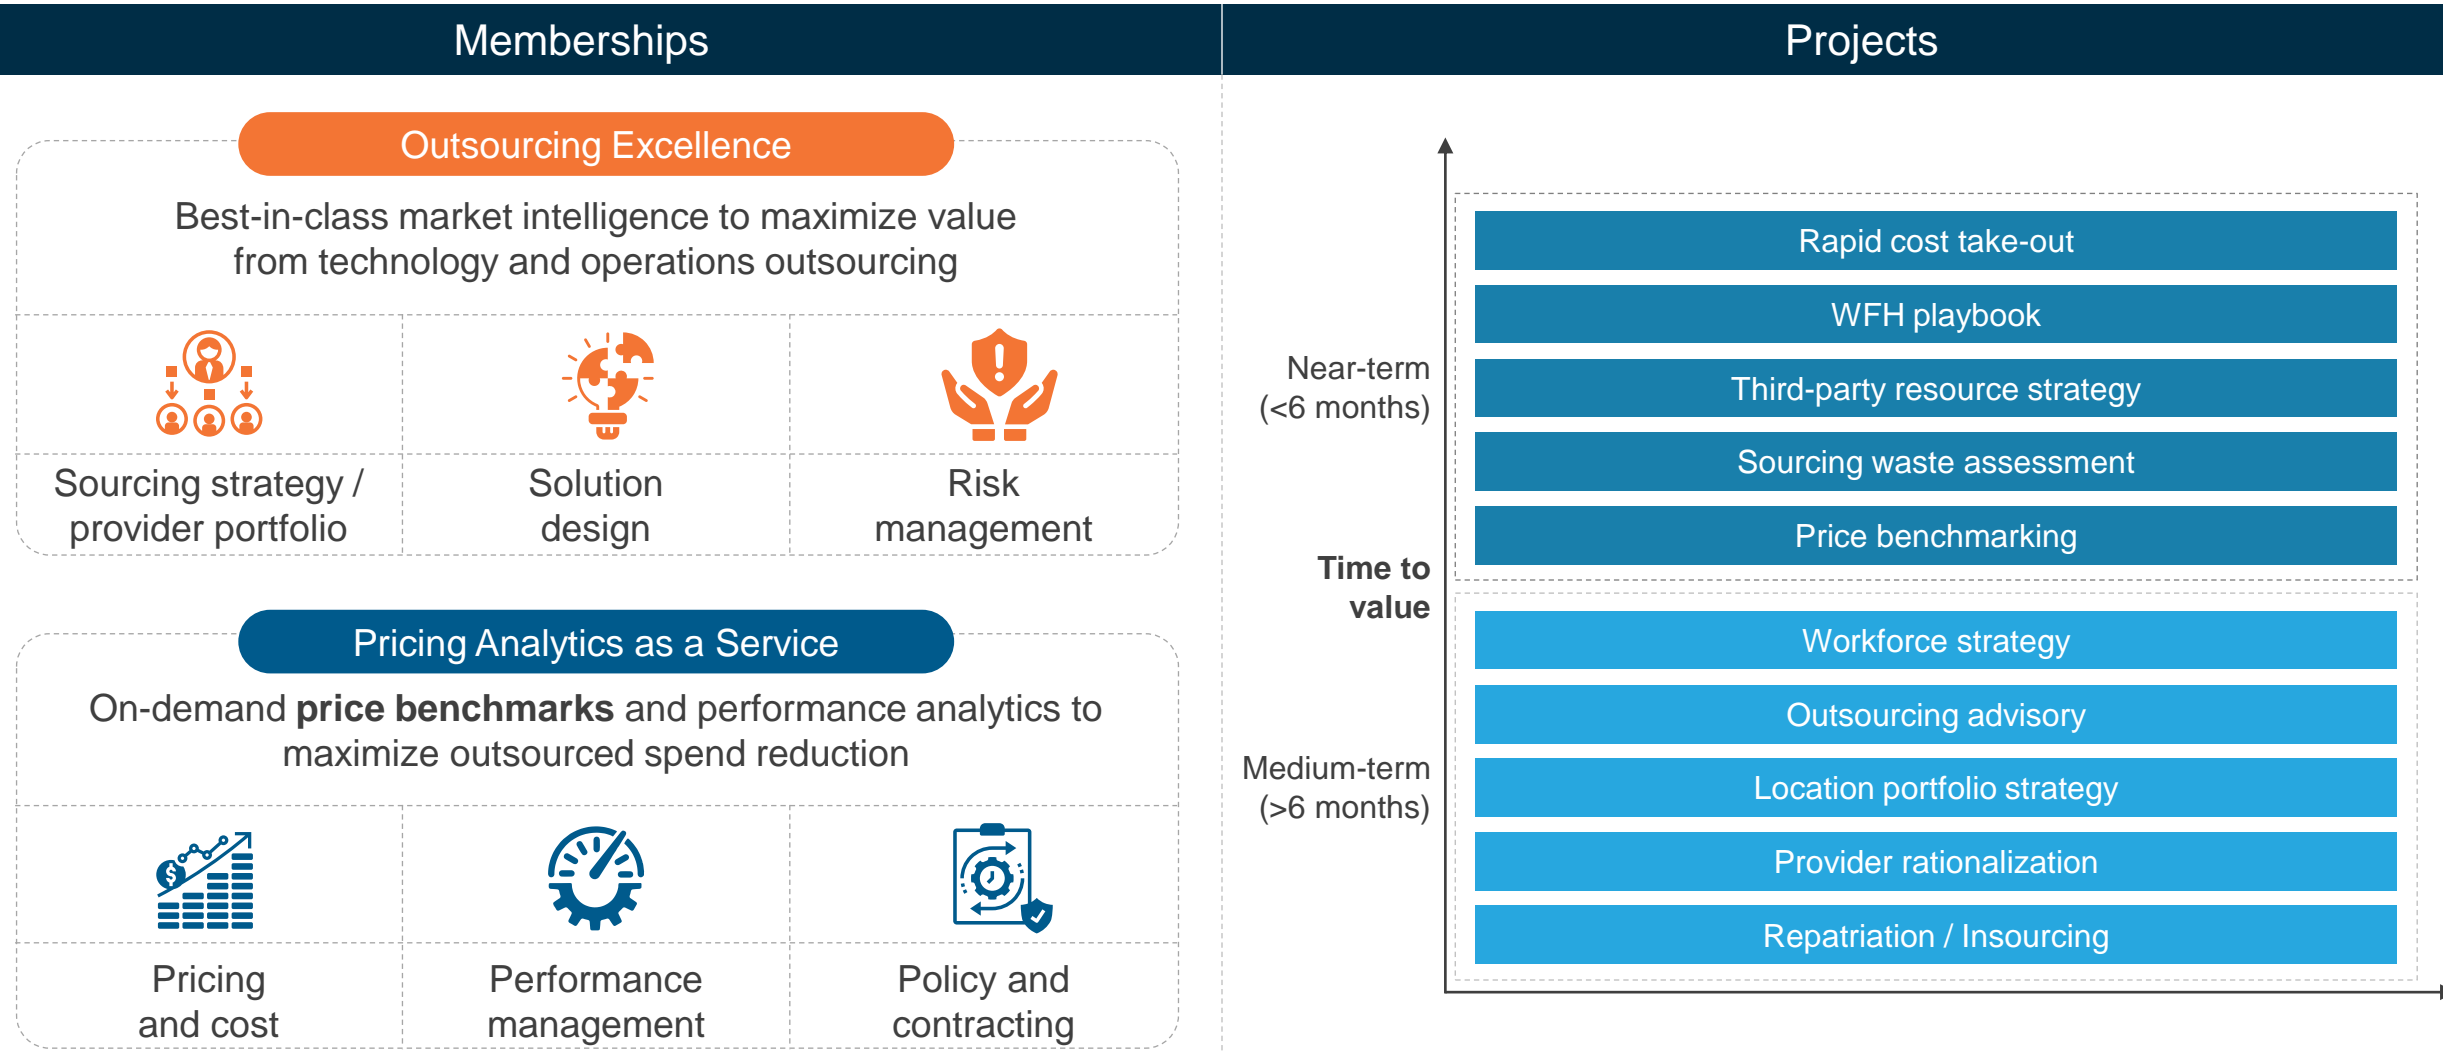 Memberships
Outsourcing Excellence
Best-in-class market intelligence to maximize value
from technology and operations outsourcing
Sourcing strategy /
provider portfolio
Solution
design
Risk
management
Pricing Analytics as a Service
On-demand price benchmarks and performance analytics to
maximize outsourced spend reduction
$
Pricing
and cost
Performance
management
Policy and
contracting
Projects
Near-term
(<6 months)
Time to
value
Medium-term
(>6 months)
Rapid cost take-out
WFH playbook
Third-party resource strategy
Sourcing waste assessment
Price benchmarking
Workforce strategy
Outsourcing advisory
Location portfolio strategy
Provider rationalization
Repatriation / Insourcing